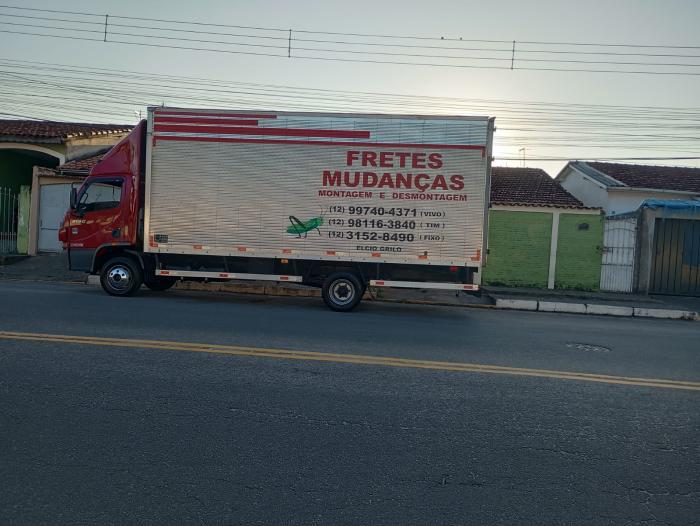 FRETES
MUDANÇAS
MONTAGEM E DESMONTAGEM
(12) 99740-4371 (VIVO)
(12) 98116-3840 (TIM)
(12) 3152-8490 (FIXO)
ELCIO GRILO